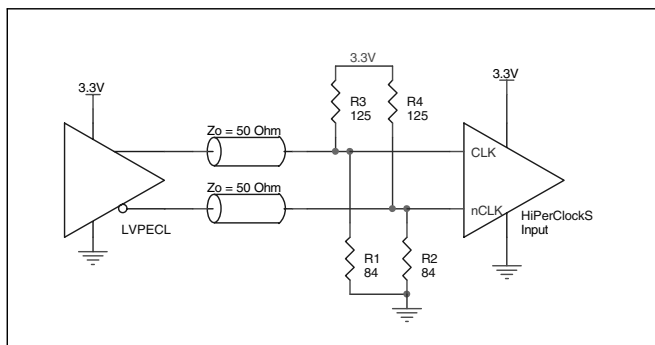 3.3V
3.3V
3.3V
R3
125
R4
125
Zo = 50 Ohm
CLK
Zo = 50 Ohm
nCLK
HiPerClockS
Input
LVPECL
R1
84
R2
84